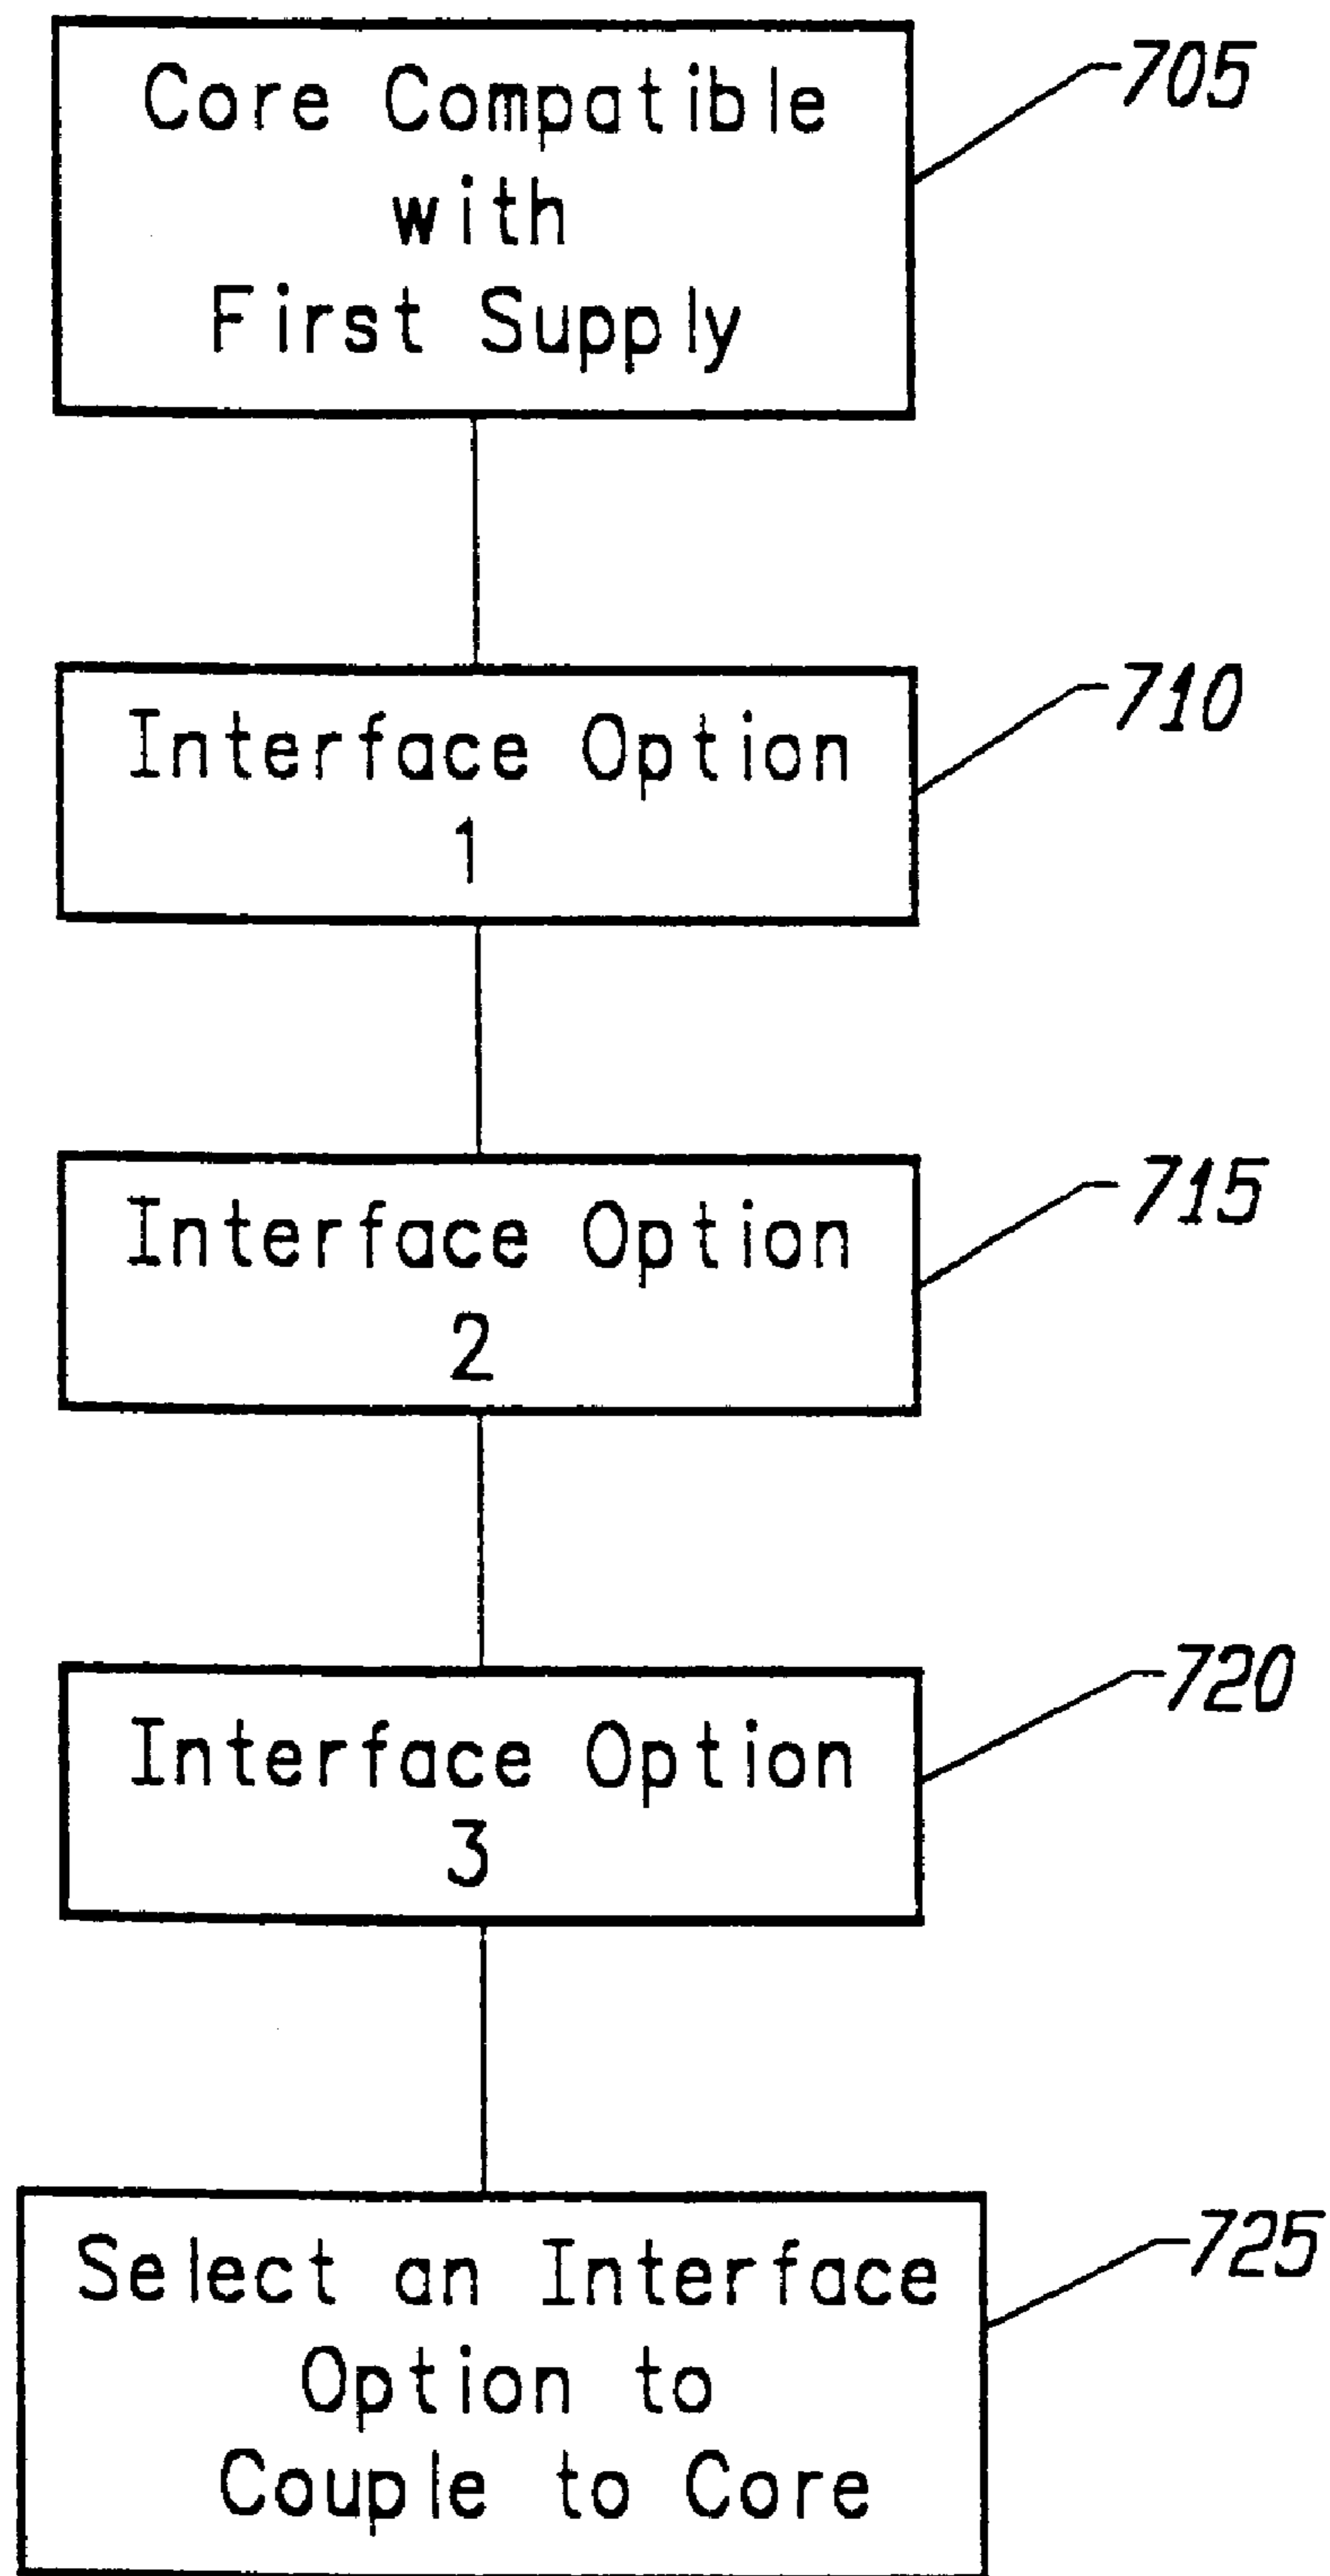 Core Compatible
with
First Supply
705
Interface Option
1
710
Interface Option
2
715
Interface Option
3
720
Select an Interface
Option to
Couple to Core
725